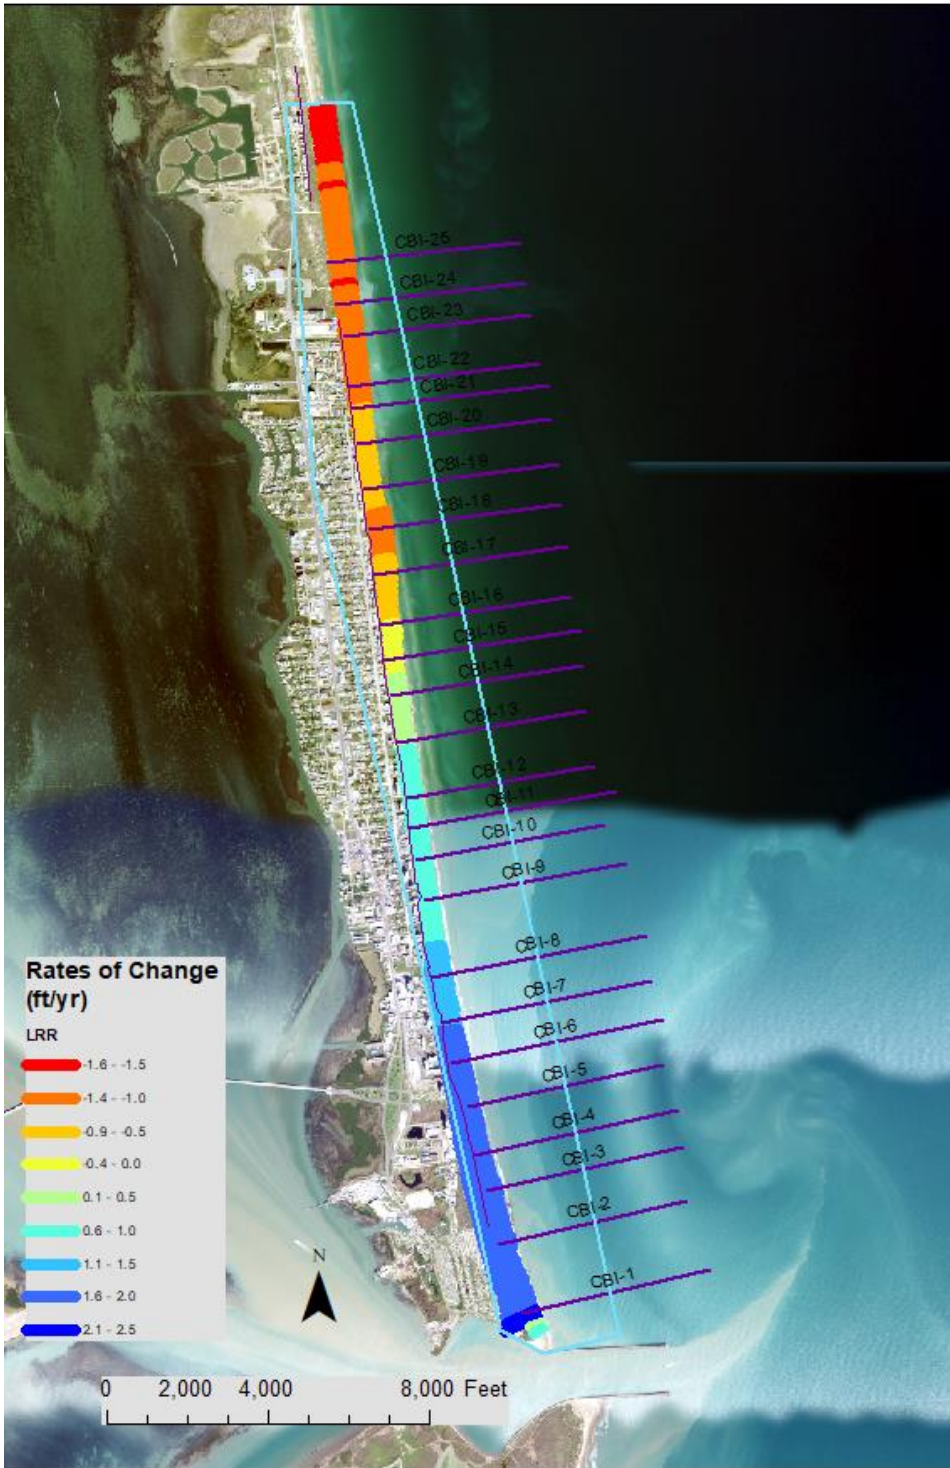 CBI-25
CBI-24
CBI-23
CBI-22
CBI-21
CBI-20
CBI-19
CBI-18
CBI-17
CBI-16
CBI-15
CBI-14
CBI-13
CBI-12
CBI-11
CBI-10
CBI-9
CBI-8
CBI-7
CBI-6
CBI-5
CBI-4
CBI-3
CBI-2
CBI-1
Rates of Change
(ft/yr)
LRR
-1.6 - -1.5
-1.4 - -1.0
-0.9 - -0.5
-0.4 - 0.0
0.1 - 0.5
0.6 - 1.0
1.1 - 1.5
1.6 - 2.0
2.1 - 2.5
N
0 2,000 4,000 8,000 Feet